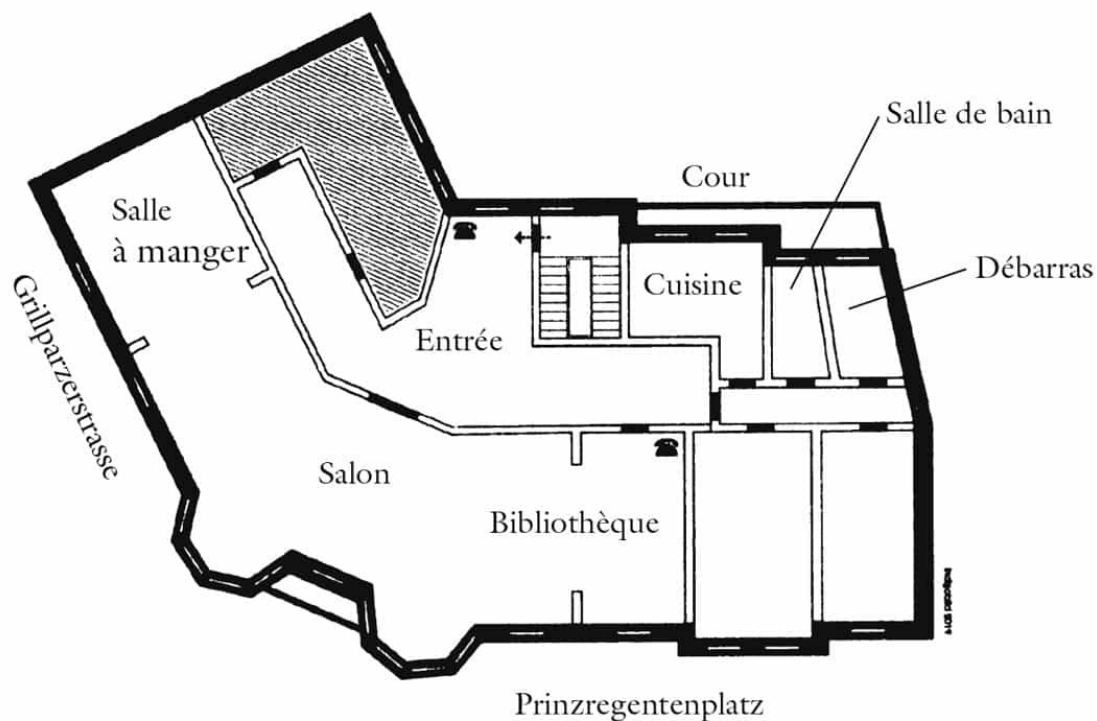 Salle de bain
Cour
Salle
à manger
Cuisine
Débarras
Grillparzerstrasse
Entrée
Salon
Bibliothèque
Prinzregentenplatz